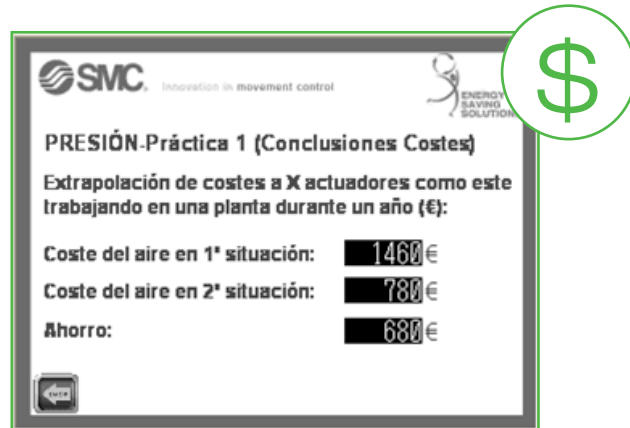 $
SMC. Innovation in movement control
ENERGY
SAVING
SOLUTION
PRESIÓN-Práctica 1 (Conclusiones Costes)
Extrapolación de costes a X actuadores como este
trabajando en una planta durante un año (€):
Coste del aire en 1ª situación: 1460€
Coste del aire en 2ª situación: 780€
Ahorro: 680€